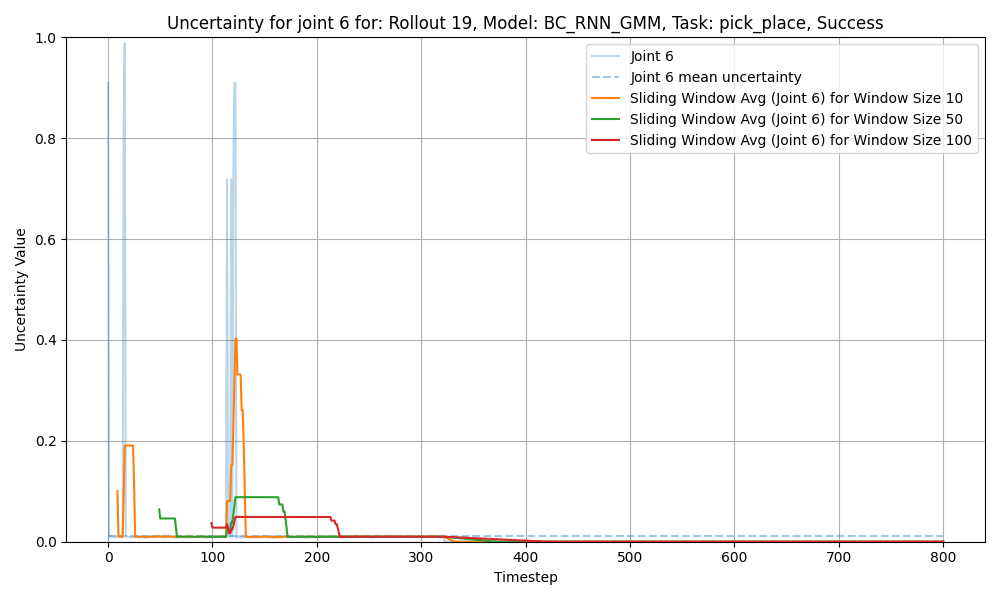 Uncertainty for joint 6 for: Rollout 19, Model: BC_RNN_GMM, Task: pick_place, Success
1.0
0.8
0.6
0.4
0.2
0.0
Uncertainty Value
Joint 6
Joint 6 mean uncertainty
Sliding Window Avg (Joint 6) for Window Size 10
Sliding Window Avg (Joint 6) for Window Size 50
Sliding Window Avg (Joint 6) for Window Size 100
0 100 200 300 400 500 600 700 800
Timestep